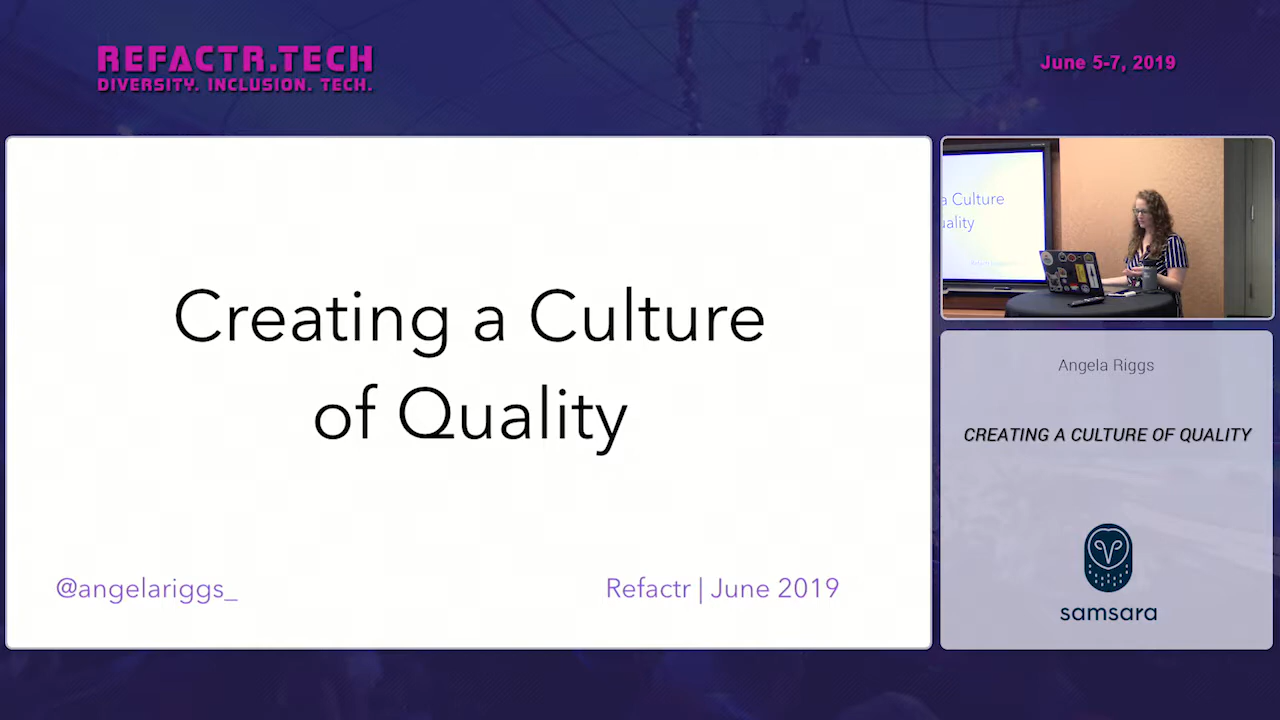 REFACTR.TECH
DIVERSITY. INCLUSION. TECH.
June 5-7, 2019
Creating a Culture
of Quality
@angelariggs_
Refactr | June 2019
a Culture
uality
Angela Riggs
CREATING A CULTURE OF QUALITY
samsara